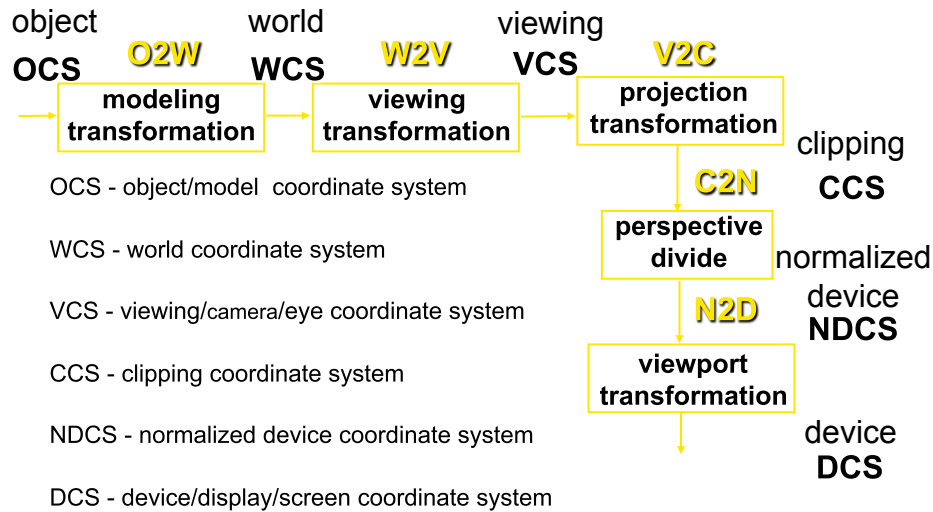 object
world
viewing
OCS
O2W
WCS
W2V
VCS
V2C
modeling
transformation
viewing
transformation
projection
transformation
clipping
CCS
C2N
OCS - object/model coordinate system
perspective
divide
WCS - world coordinate system
normalized
device
NDCS
N2D
VCS - viewing/camera/eye coordinate system
viewport
transformation
CCS - clipping coordinate system
device
DCS
NDCS - normalized device coordinate system
DCS - device/display/screen coordinate system